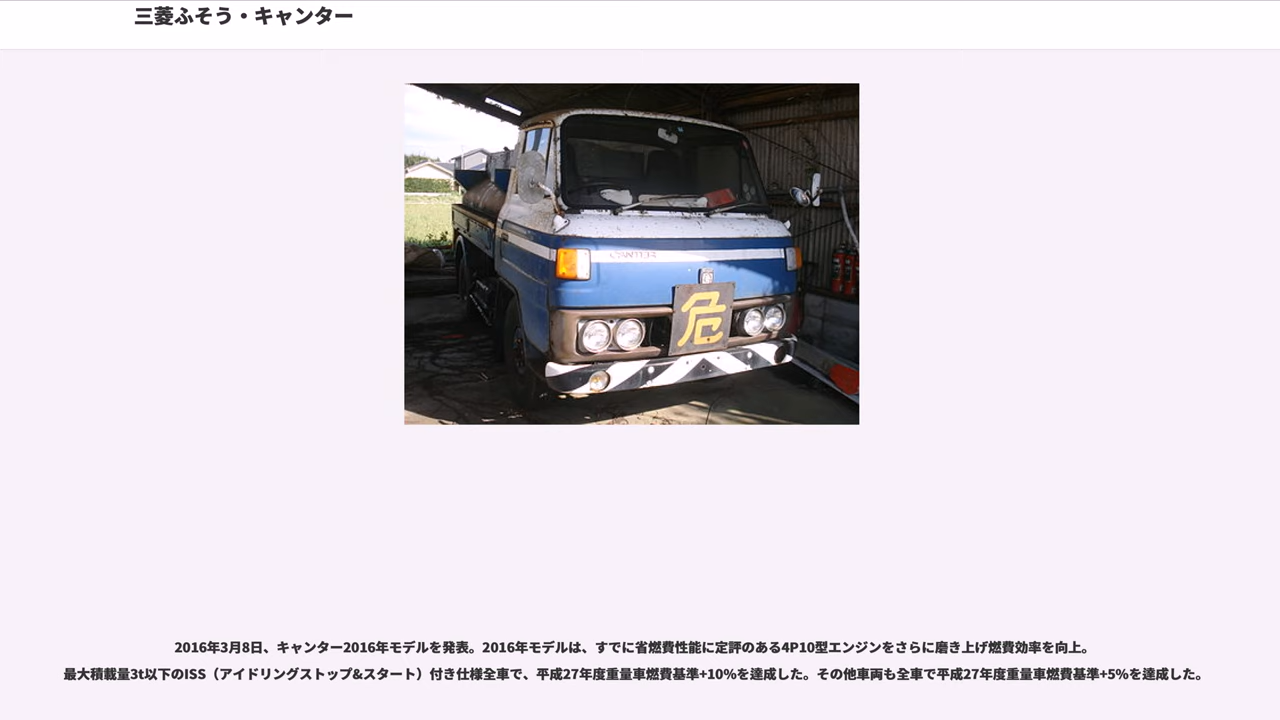 三菱ふそう・キャンター
CANTER
危
2016年3月8日、キャンター2016年モデルを発表。2016年モデルは、すでに省燃費性能に定評のある4P10型エンジンをさらに磨き上げ燃費効率を向上。
最大積載量3t以下のISS（アイドリングストップ&スタート）付き仕様全車で、平成27年度重量車燃費基準+10%を達成した。その他車両も全車で平成27年度重量車燃費基準+5%を達成した。